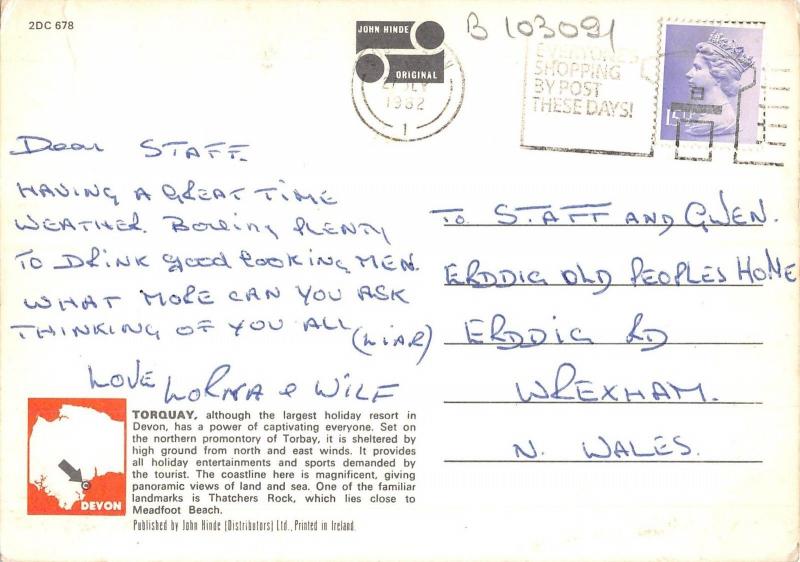 2DC 678
JOHN HINDE
ORIGINAL
B 103091
1982
1
EVERYONE'S
SHOPPING
BY POST
THESE DAYS!
Dear STAFF.
HAVING A GREAT TIME
WEATHER. Boiling PLENTY
TO DRINK good looking MEN.
WHAT MORE CAN YOU ASK
THINKING OF YOU ALL (LIAR)
LOVE LORNA & WILF
To STAFF AND GWEN.
ERDDIG OLD PEOPLES HOME
ERDDIG RD
WREXHAM.
N. WALES.
DEVON
TORQUAY, although the largest holiday resort in
Devon, has a power of captivating everyone. Set on
the northern promontory of Torbay, it is sheltered by
high ground from north and east winds. It provides
all holiday entertainments and sports demanded by
the tourist. The coastline here is magnificent, giving
panoramic views of land and sea. One of the familiar
landmarks is Thatchers Rock, which lies close to
Meadfoot Beach.
Published by John Hinde (Distributors) Ltd., Printed in Ireland.